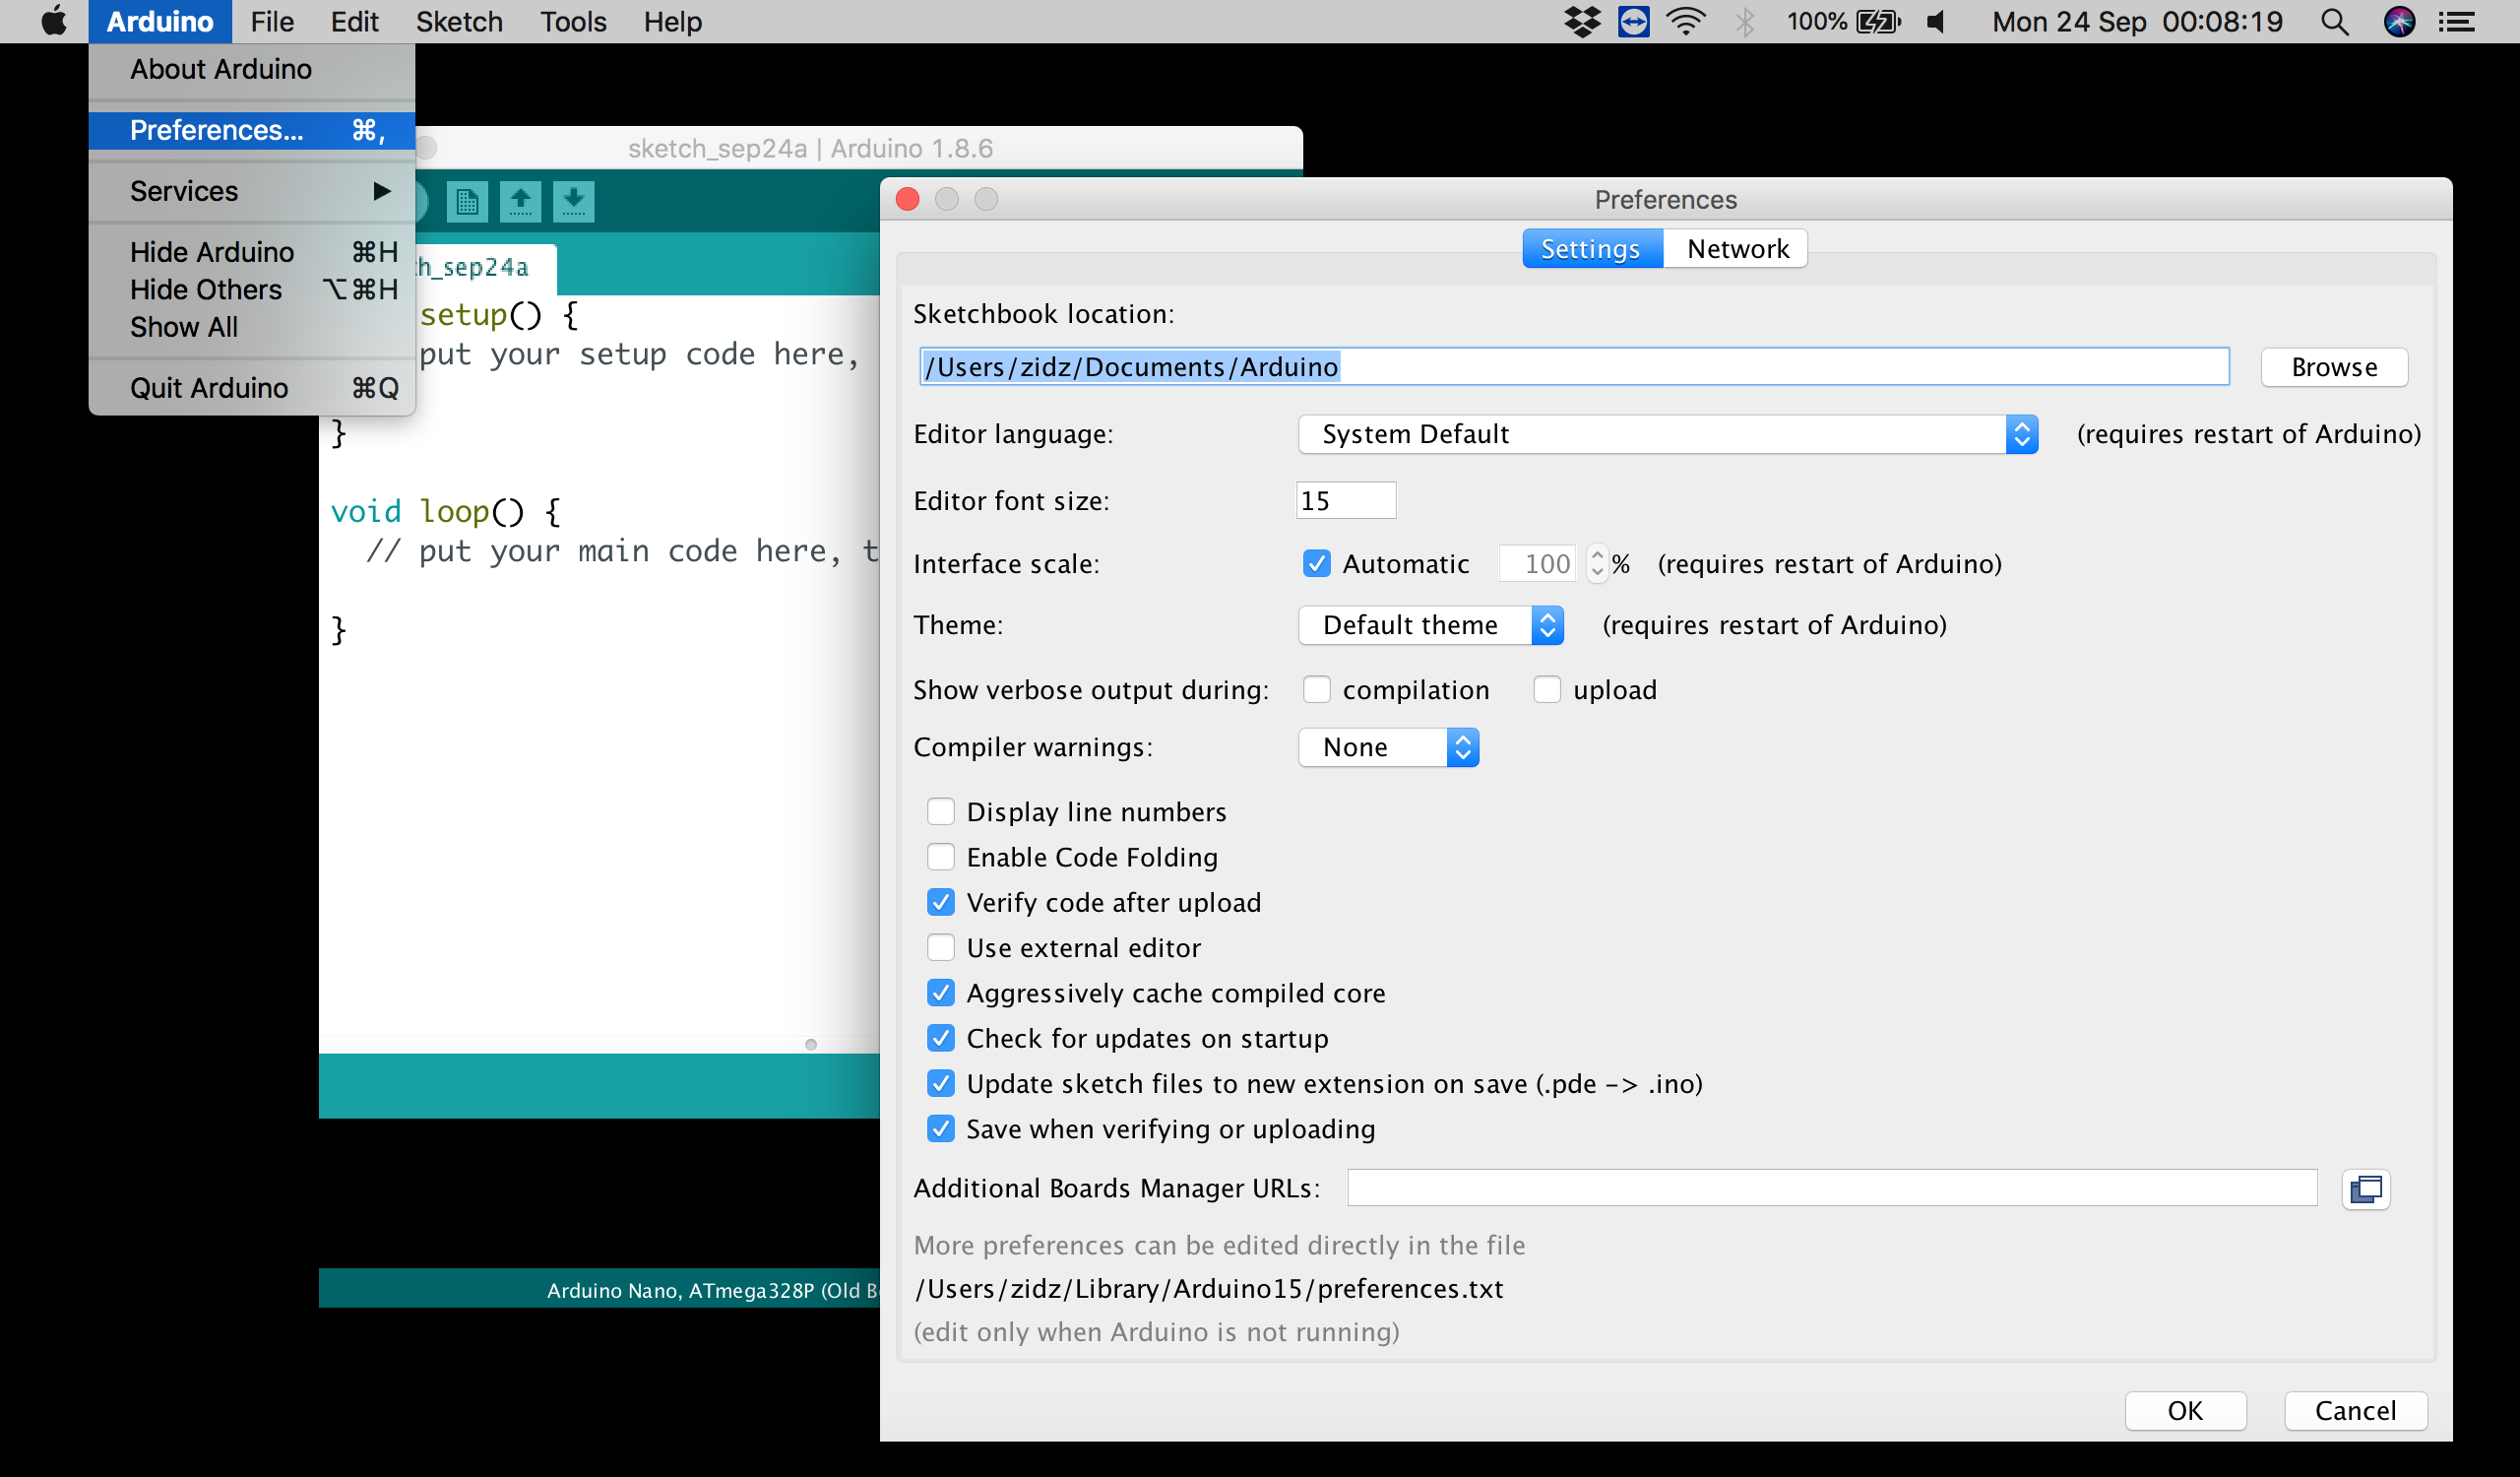 Arduino File Edit Sketch Tools Help 100% Mon 24 Sep 00:08:19
About Arduino
Preferences... ⌘,
Services ▶
Hide Arduino ⌘H
Hide Others ⌥⌘H
Show All
Quit Arduino ⌘Q
sketch_sep24a | Arduino 1.8.6
h_sep24a
setup() {
put your setup code here,
}
void loop() {
// put your main code here, t
}
Arduino Nano, ATmega328P (Old B
Preferences
Settings Network
Sketchbook location:
/Users/zidz/Documents/Arduino Browse
Editor language: System Default (requires restart of Arduino)
Editor font size: 15
Interface scale: Automatic 100 % (requires restart of Arduino)
Theme: Default theme (requires restart of Arduino)
Show verbose output during: compilation upload
Compiler warnings: None
Display line numbers
Enable Code Folding
Verify code after upload
Use external editor
Aggressively cache compiled core
Check for updates on startup
Update sketch files to new extension on save (.pde -> .ino)
Save when verifying or uploading
Additional Boards Manager URLs:
More preferences can be edited directly in the file
/Users/zidz/Library/Arduino15/preferences.txt
(edit only when Arduino is not running)
OK Cancel